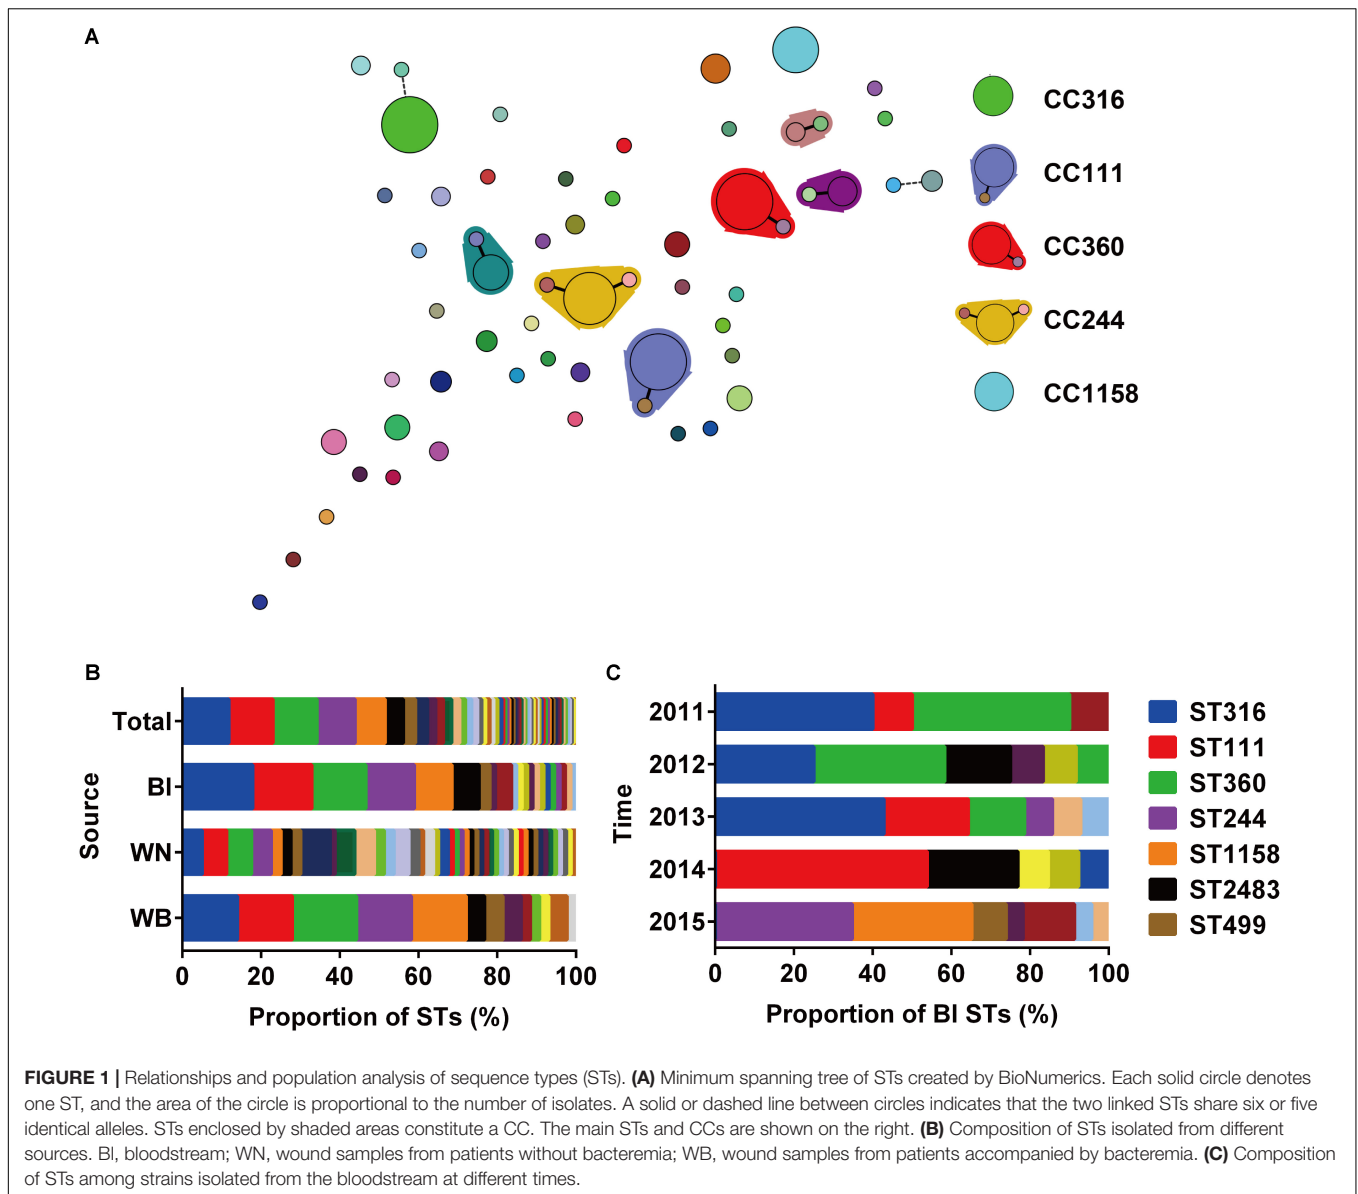 A
CC316
CC111
CC360
CC244
CC1158
B
Source
Total
BI
WN
WB
0 20 40 60 80 100
Proportion of STs (%)
C
Time
2011
2012
2013
2014
2015
0 20 40 60 80 100
Proportion of BI STs (%)
ST316
ST111
ST360
ST244
ST1158
ST2483
ST499
FIGURE 1 | Relationships and population analysis of sequence types (STs). (A) Minimum spanning tree of STs created by BioNumerics. Each solid circle denotes
one ST, and the area of the circle is proportional to the number of isolates. A solid or dashed line between circles indicates that the two linked STs share six or five
identical alleles. STs enclosed by shaded areas constitute a CC. The main STs and CCs are shown on the right. (B) Composition of STs isolated from different
sources. BI, bloodstream; WN, wound samples from patients without bacteremia; WB, wound samples from patients accompanied by bacteremia. (C) Composition
of STs among strains isolated from the bloodstream at different times.